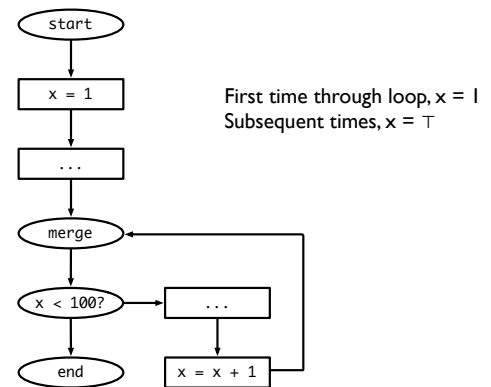 start
x = 1
First time through loop, x = 1
Subsequent times, x = ⊤
...
merge
x < 100?
...
end
x = x + 1